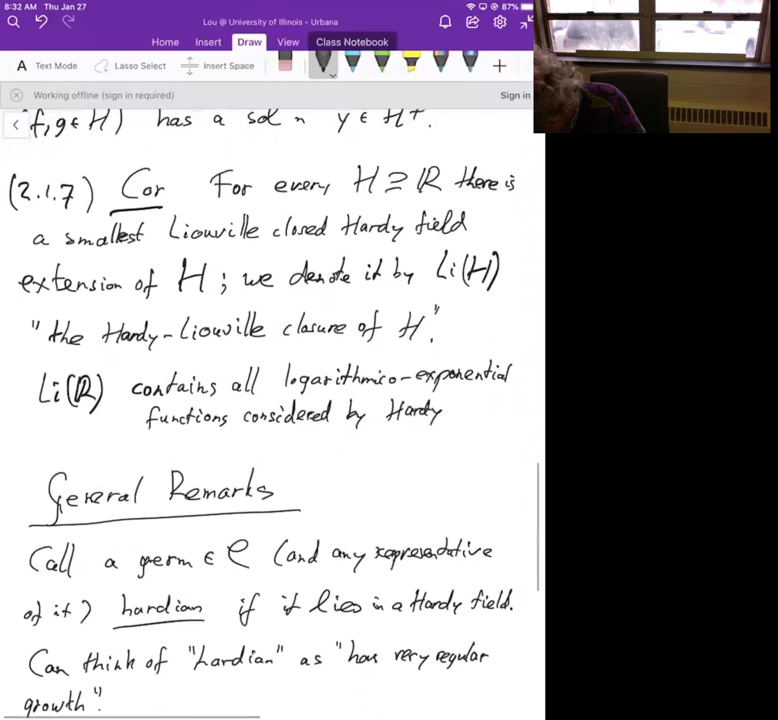 8:32 AM Thu Jan 27
87%
Lou @ University of Illinois - Urbana
Home Insert Draw View Class Notebook
A Text Mode Lasso Select Insert Space
Working offline (sign in required) Sign in
f, g ∈ H) has a sol n y ∈ H+.
(2.1.7) Cor For every H ⊇ ℝ there is
a smallest Liouville closed Hardy field
extension of H; we denote it by Li(H)
"the Hardy-Liouville closure of H".
Li(ℝ) contains all logarithmico-exponential
functions considered by Hardy
General Remarks
Call a germ ∈ C (and any representative
of it) hardian if it lies in a Hardy field.
Can think of "hardian" as "has very regular
growth".